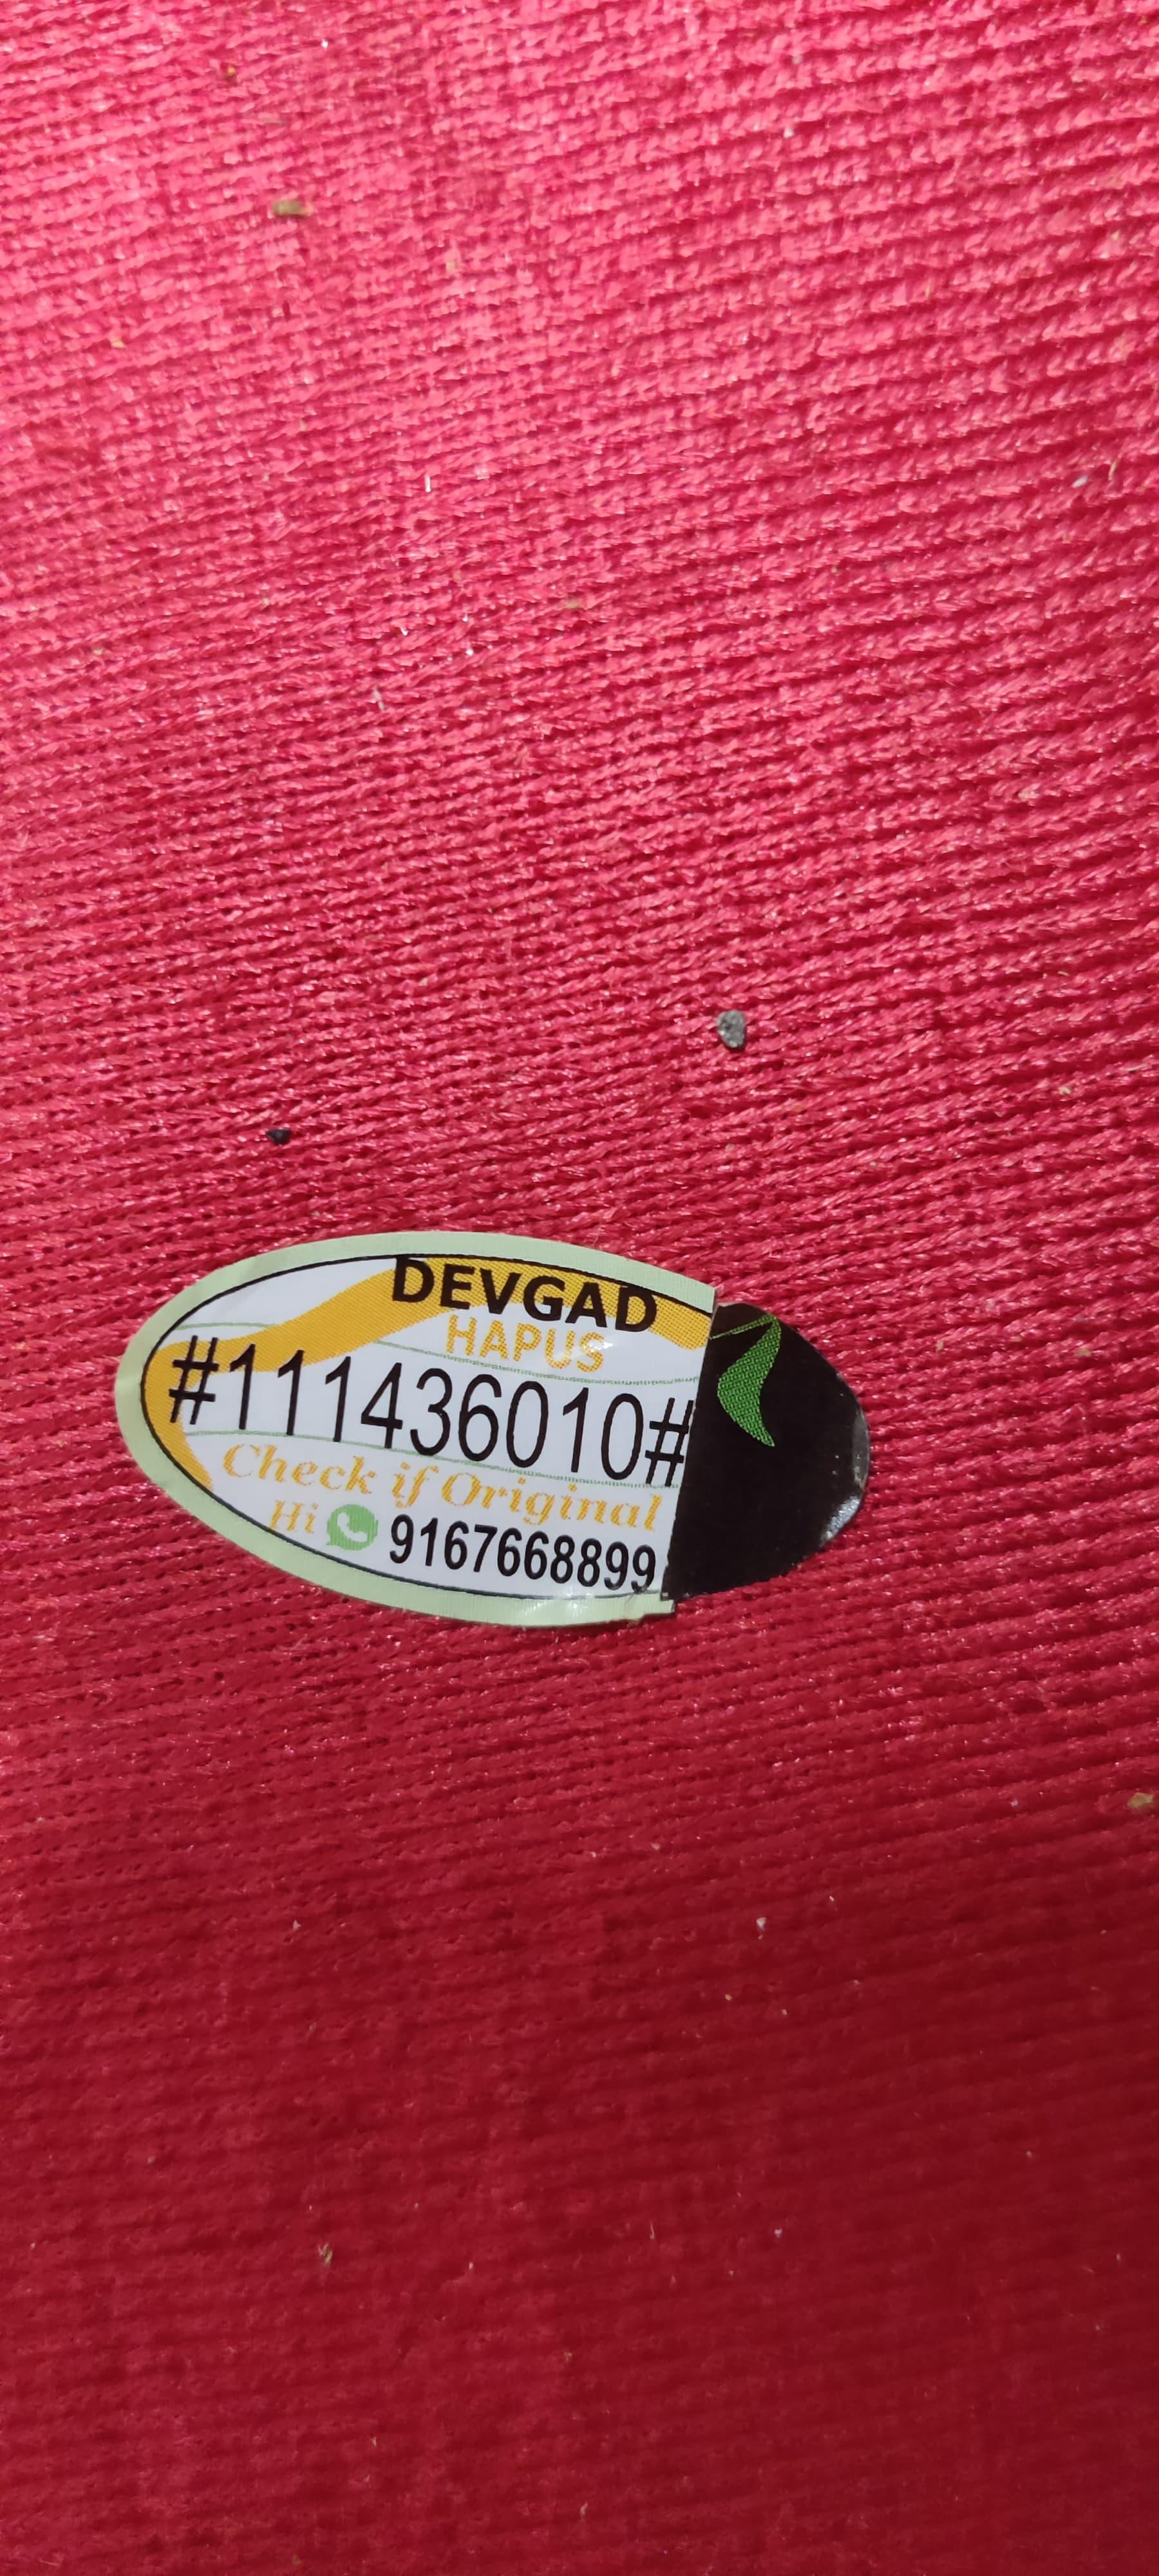 DEVGAD
HAPUS
#111436010#
Check if Original
Hi 9167668899